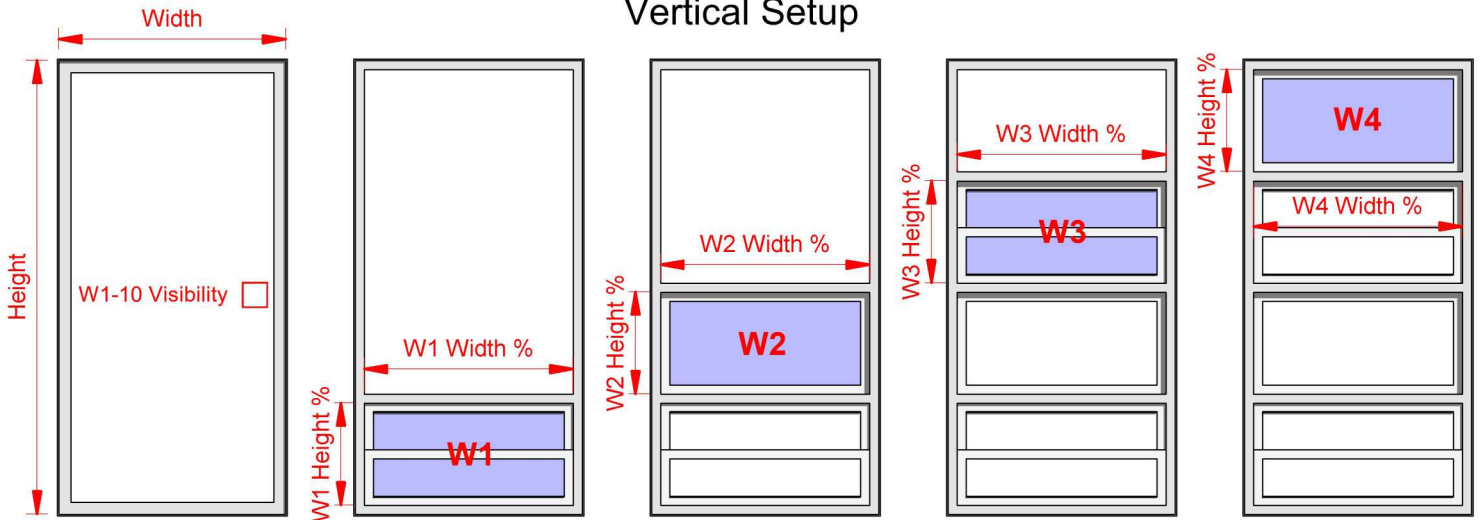 Vertical Setup
Width
Height
W1-10 Visibility
W1 Width %
W1 Height %
W1
W2 Width %
W2 Height %
W2
W3 Width %
W3 Height %
W3
W4 Height %
W4
W4 Width %